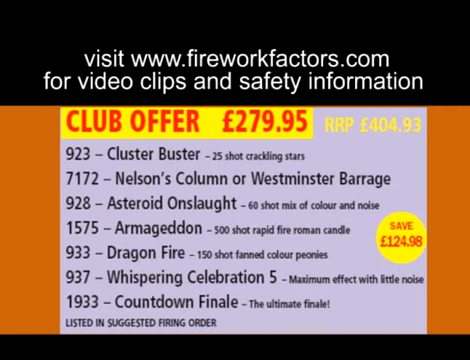 visit www.fireworkfactors.com
for video clips and safety information
CLUB OFFER £279.95 RRP £404.93
923 – Cluster Buster – 25 shot crackling stars
7172 – Nelson's Column or Westminster Barrage
928 – Asteroid Onslaught – 60 shot mix of colour and noise
1575 – Armageddon – 500 shot rapid fire roman candle
SAVE
£124.98
933 – Dragon Fire – 150 shot fanned colour peonies
937 – Whispering Celebration 5 – Maximum effect with little noise
1933 – Countdown Finale – The ultimate finale!
LISTED IN SUGGESTED FIRING ORDER